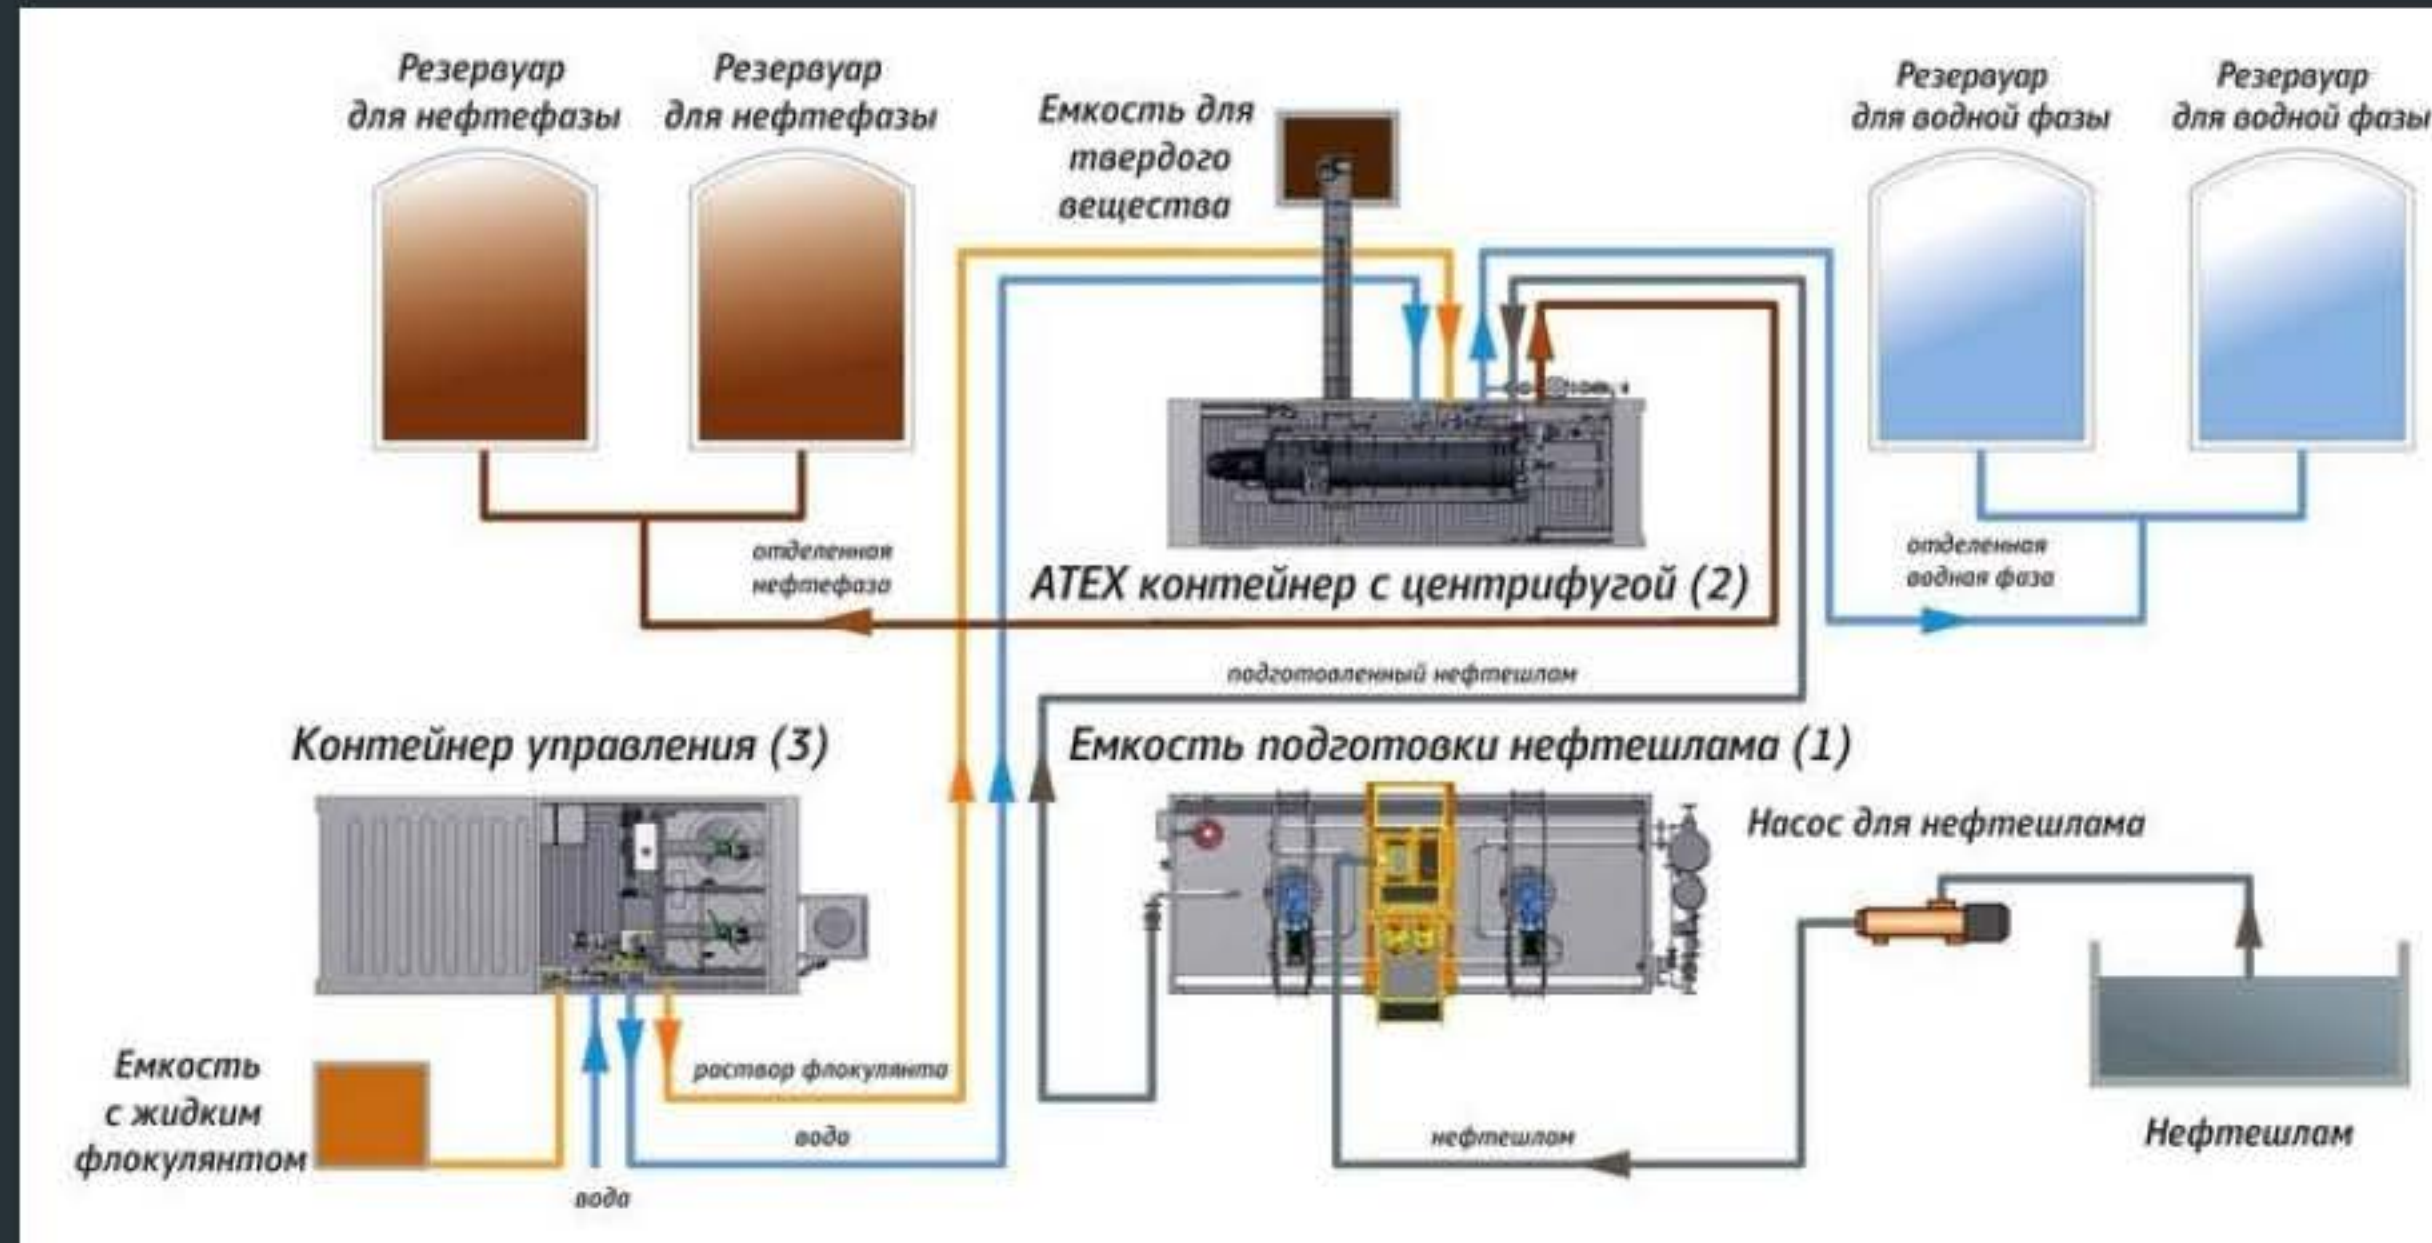 Резервуар
для нефтефазы
Резервуар
для нефтефазы
Емкость для
твердого
вещества
Резервуар
для водной фазы
Резервуар
для водной фазы
отделенная
нефтефаза
АТЕХ контейнер с центрифугой (2)
отделенная
водная фаза
подготовленный нефтешлам
Контейнер управления (3)
Емкость подготовки нефтешлама (1)
Насос для нефтешлама
Емкость
с жидким
флокулянтом
раствор флокулянта
вода
вода
нефтешлам
Нефтешлам